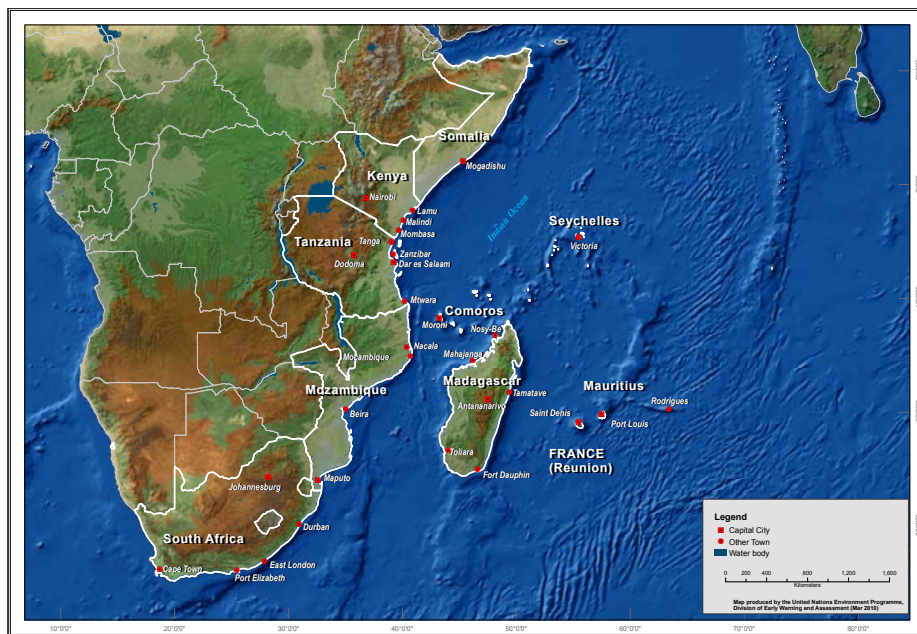 Somalia
Mogadishu
Kenya
Nairobi
Lamu
Malindi
Mombasa
Indian Ocean
Seychelles
Victoria
Tanzania
Tanga
Zanzibar
Dodoma
Dar es Salaam
Mtwara
Comoros
Moroni
Nosy-Be
Nacala
Moçambique
Mahajanga
Madagascar
Mauritius
Mozambique
Tamatave
Antananarivo
Rodrigues
Beira
Saint Denis
Port Louis
Toliara
FRANCE
(Reunion)
Fort Dauphin
Johannesburg
Maputo
Durban
South Africa
East London
Cape Town
Port Elizabeth
Legend
Capital City
Other Town
Water body
0 200 400 800 1,200 1,600
Kilometers
Map produced by the United Nations Environment Programme,
Division of Early Warning and Assessment (Mar 2010)
10°0'0" 20°0'0" 30°0'0" 40°0'0" 50°0'0" 60°0'0" 70°0'0" 80°0'0"